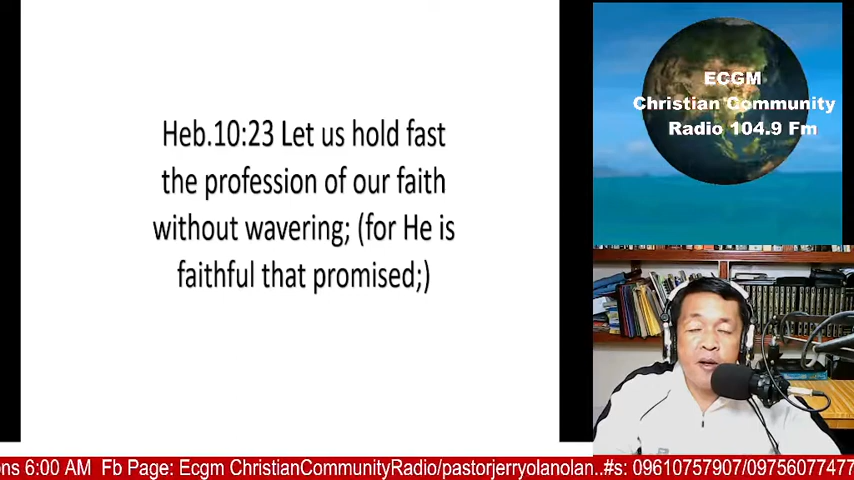 Heb.10:23 Let us hold fast
the profession of our faith
without wavering; (for He is
faithful that promised;)
ECGM
Christian Community
Radio 104.9 Fm
ns 6:00 AM  Fb Page: Ecgm ChristianCommunityRadio/pastorjerryolanolan..#s: 09610757907/09756077477